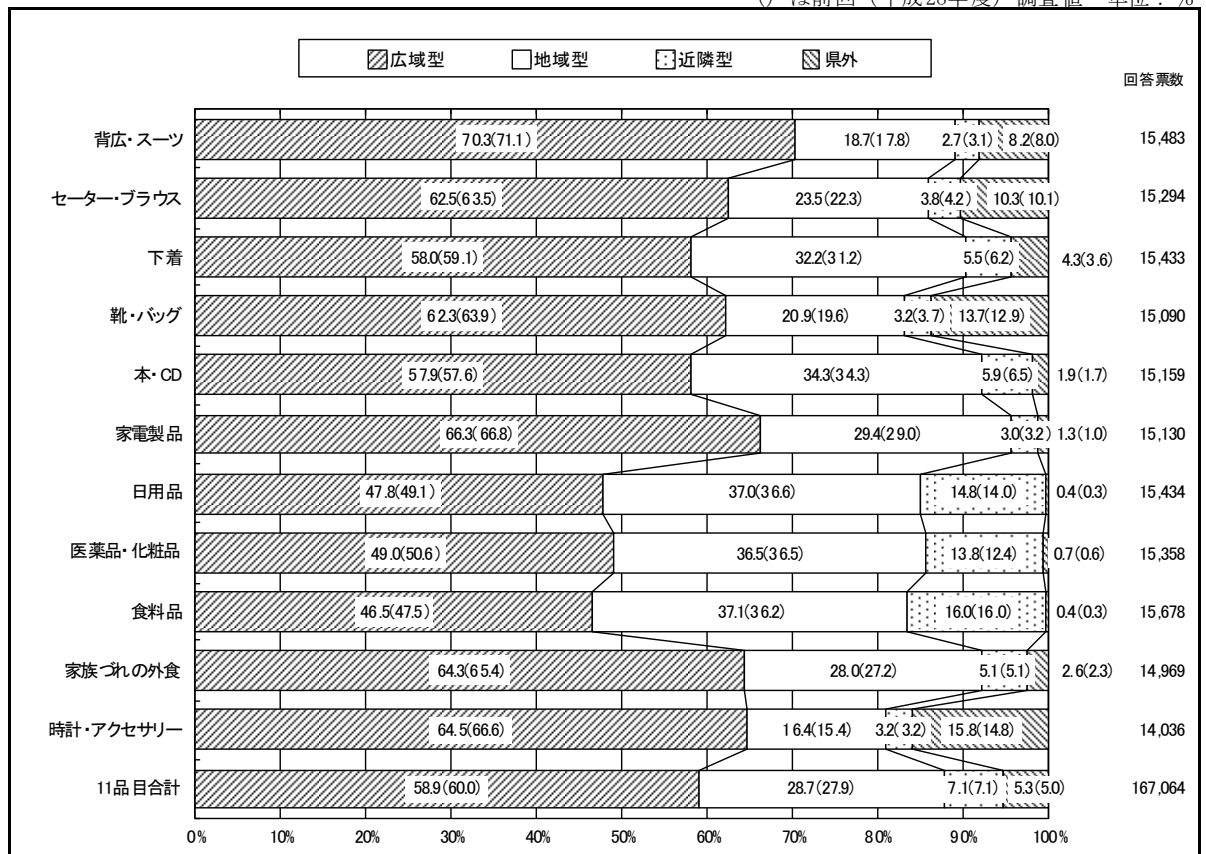 ()は前回（平成28年度）調査値 単位：%
広域型 地域型 近隣型 県外
回答票数
背広・スーツ 70.3(71.1) 18.7(17.8) 2.7(3.1) 8.2(8.0) 15,483
セーター・ブラウス 62.5(63.5) 23.5(22.3) 3.8(4.2) 10.3(10.1) 15,294
下着 58.0(59.1) 32.2(31.2) 5.5(6.2) 4.3(3.6) 15,433
靴・バッグ 62.3(63.9) 20.9(19.6) 3.2(3.7) 13.7(12.9) 15,090
本・CD 57.9(57.6) 34.3(34.3) 5.9(6.5) 1.9(1.7) 15,159
家電製品 66.3(66.8) 29.4(29.0) 3.0(3.2) 1.3(1.0) 15,130
日用品 47.8(49.1) 37.0(36.6) 14.8(14.0) 0.4(0.3) 15,434
医薬品・化粧品 49.0(50.6) 36.5(36.5) 13.8(12.4) 0.7(0.6) 15,358
食料品 46.5(47.5) 37.1(36.2) 16.0(16.0) 0.4(0.3) 15,678
家族づれの外食 64.3(65.4) 28.0(27.2) 5.1(5.1) 2.6(2.3) 14,969
時計・アクセサリー 64.5(66.6) 16.4(15.4) 3.2(3.2) 15.8(14.8) 14,036
11品目合計 58.9(60.0) 28.7(27.9) 7.1(7.1) 5.3(5.0) 167,064
0% 10% 20% 30% 40% 50% 60% 70% 80% 90% 100%